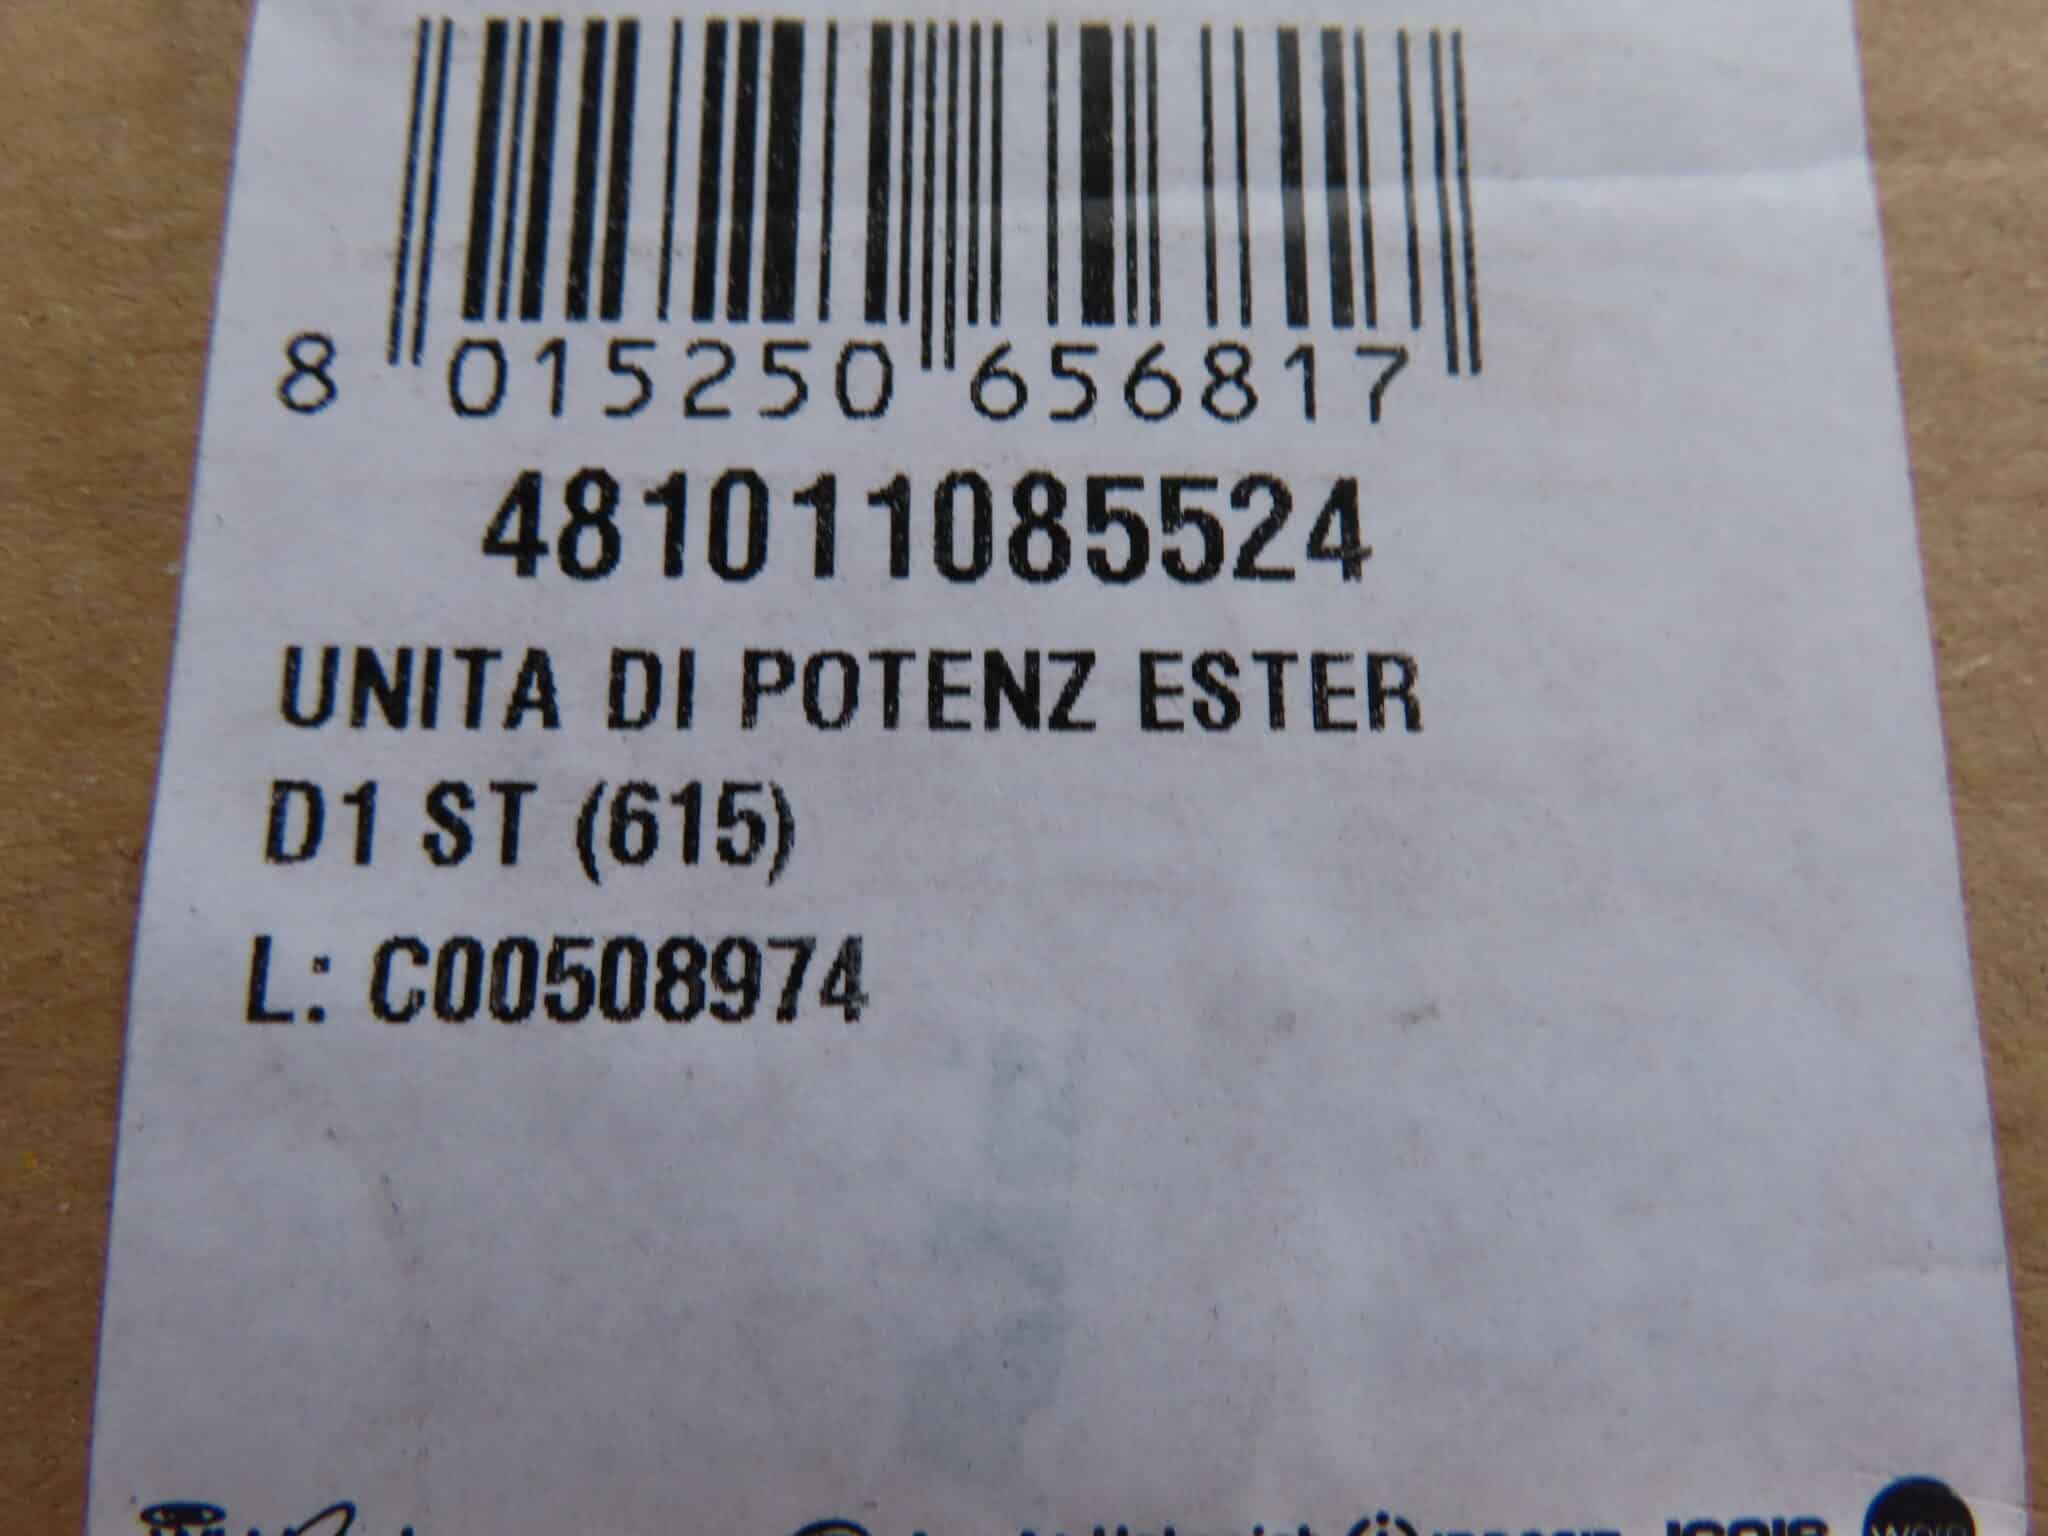 8 015250 656817
481011085524
UNITA DI POTENZ ESTER
D1 ST (615)
L: C00508974